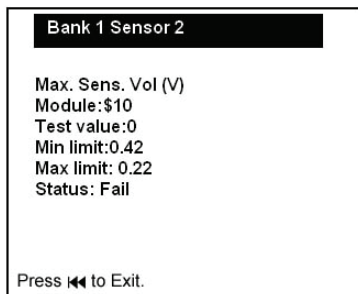 Bank 1 Sensor 2
Max. Sens. Vol (V)
Module:$10
Test value:0
Min limit:0.42
Max limit: 0.22
Status: Fail
Press ⏮ to Exit.